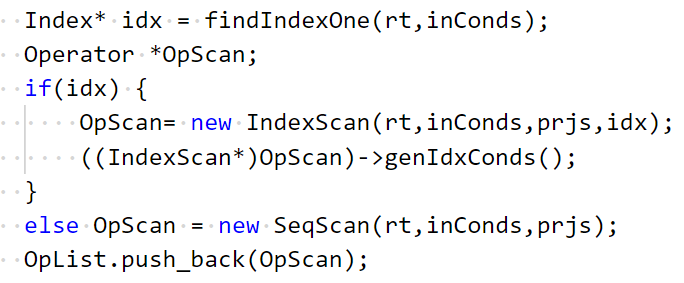 Index* idx = findIndexOne(rt,inConds);
Operator *OpScan;
if(idx) {
OpScan= new IndexScan(rt,inConds,prjs,idx);
((IndexScan*)OpScan)->genIdxConds();
}
else OpScan = new SeqScan(rt,inConds,prjs);
OpList.push_back(OpScan);